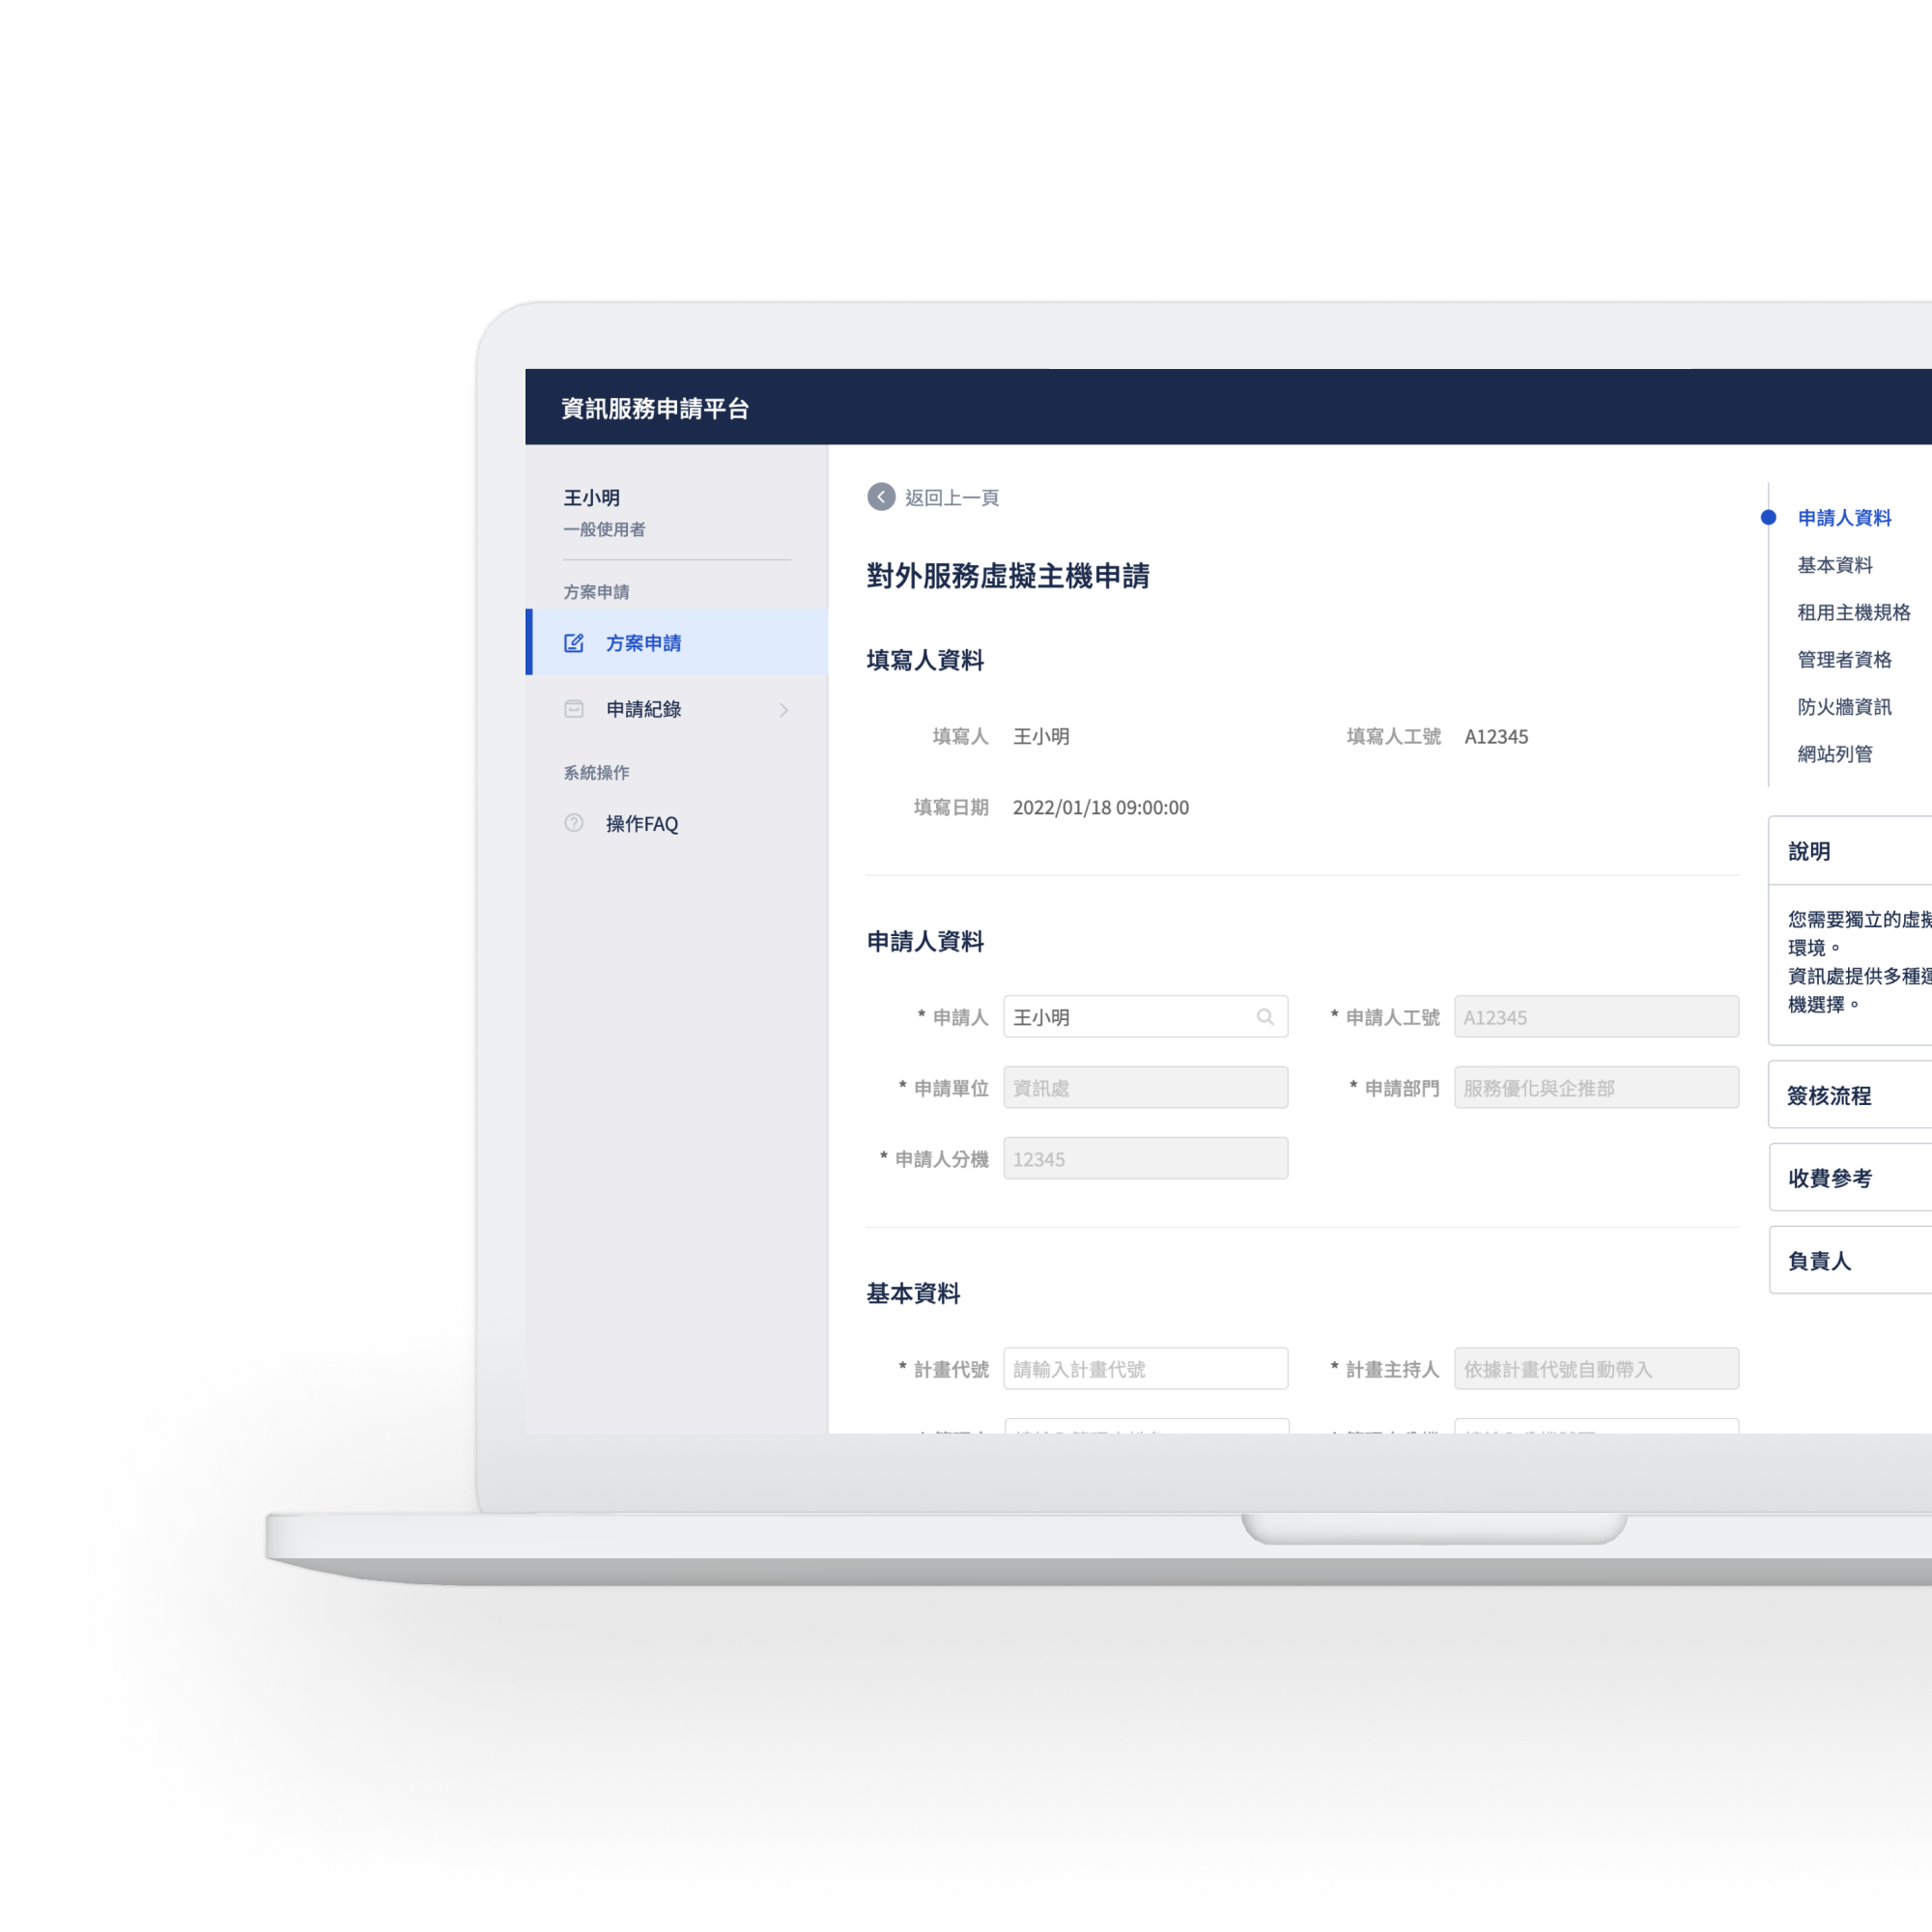 資訊服務申請平台
王小明
一般使用者
方案申請
方案申請
申請紀錄
系統操作
操作FAQ
返回上一頁
對外服務虛擬主機申請
填寫人資料
填寫人 王小明 填寫人工號 A12345
填寫日期 2022/01/18 09:00:00
申請人資料
* 申請人 王小明 * 申請人工號 A12345
* 申請單位 資訊處 * 申請部門 服務優化與企推部
* 申請人分機 12345
基本資料
* 計畫代號 請輸入計畫代號 * 計畫主持人 依據計畫代號自動帶入
申請人資料
基本資料
租用主機規格
管理者資格
防火牆資訊
網站列管
說明
您需要獨立的虛擬
環境。
資訊處提供多種運
機選擇。
簽核流程
收費參考
負責人